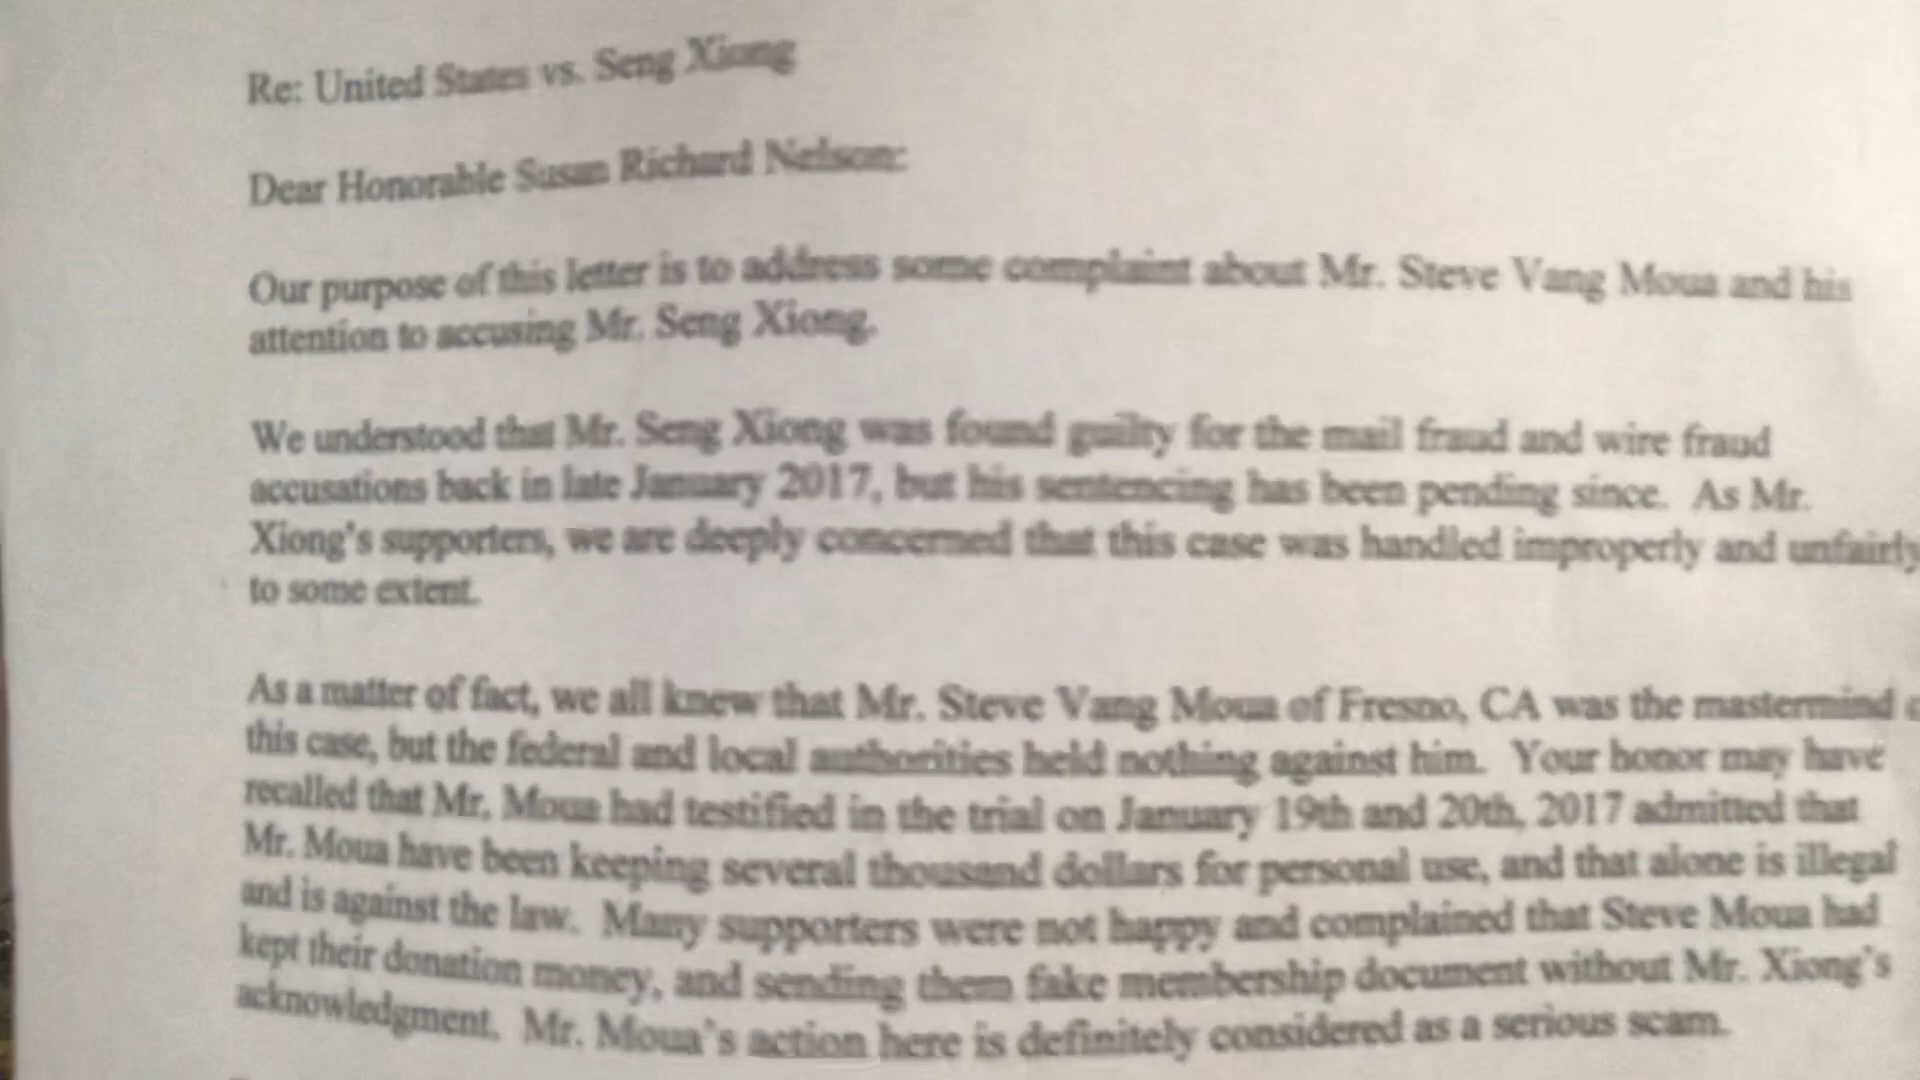 Re: United States vs. Seng Xiong
Dear Honorable Susan Richard Nelson:
Our purpose of this letter is to address some complaint about Mr. Steve Vang Moua and his
attention to accusing Mr. Seng Xiong.
We understood that Mr. Seng Xiong was found guilty for the mail fraud and wire fraud
accusations back in late January 2017, but his sentencing has been pending since. As Mr.
Xiong's supporters, we are deeply concerned that this case was handled improperly and unfairly
to some extent.
As a matter of fact, we all knew that Mr. Steve Vang Moua of Fresno, CA was the mastermind
this case, but the federal and local authorities held nothing against him. Your honor may have
recalled that Mr. Moua had testified in the trial on January 19th and 20th, 2017 admitted that
Mr. Moua have been keeping several thousand dollars for personal use, and that alone is illegal
and is against the law. Many supporters were not happy and complained that Steve Moua had
kept their donation money, and sending them fake membership document without Mr. Xiong's
acknowledgment. Mr. Moua's action here is definitely considered as a serious scam.